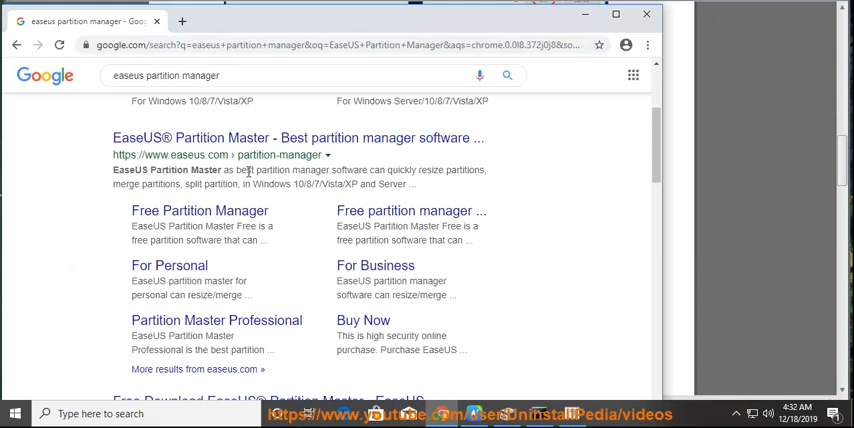 easeus partition manager - Goog
google.com/search?q=easeus+partition+manager&oq=EaseUS+Partition+Manager&aqs=chrome.0.0l8.372j0j8&so...
Google
easeus partition manager
For Windows 10/8/7/Vista/XP
For Windows Server/10/8/7/Vista/XP
EaseUS® Partition Master - Best partition manager software ...
https://www.easeus.com › partition-manager
EaseUS Partition Master as best partition manager software can quickly resize partitions,
merge partitions, split partition, in Windows 10/8/7/Vista/XP and Server ...
Free Partition Manager
Free partition manager ...
EaseUS Partition Master Free is a
EaseUS Partition Master Free is a
free partition software that can ...
free partition software that can ...
For Personal
For Business
EaseUS partition master for
EaseUS partition manager
personal can resize/merge ...
software can resize/merge ...
Partition Master Professional
Buy Now
EaseUS Partition Master
This is high security online
Professional is the best partition ...
purchase. Purchase EaseUS ...
More results from easeus.com »
Free Download EaseUS® Partition Master - EaseUS
Type here to search
https://www.youtube.com/user/UninstallPedia/videos
4:32 AM
12/18/2019